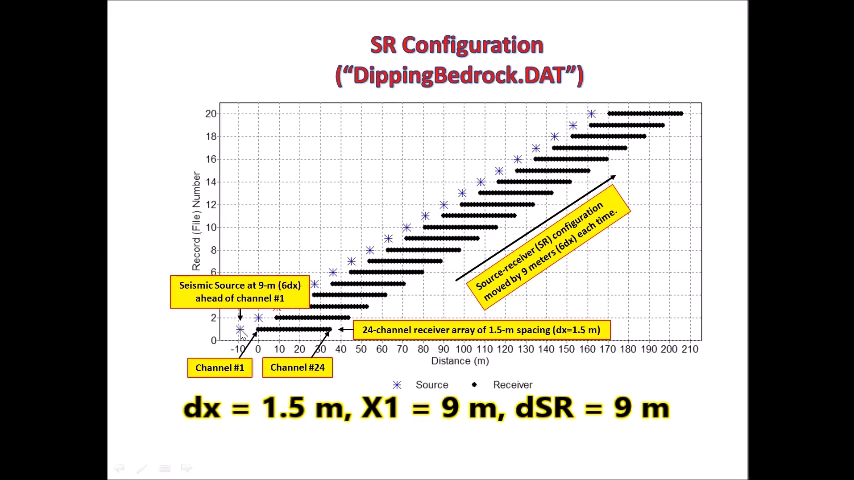 SR Configuration
(“DippingBedrock.DAT”)
20
18
16
14
12
10
8
6
2
0
Record (File) Number
Seismic Source at 9-m (6dx)
ahead of channel #1
Source-receiver (SR) configuration
moved by 9 meters (6dx) each time.
24-channel receiver array of 1.5-m spacing (dx=1.5 m)
-10 0 10 20 30 40 50 60 70 80 90 100 110 120 130 140 150 160 170 180 190 200 210
Distance (m)
Channel #1
Channel #24
Source
Receiver
dx = 1.5 m, X1 = 9 m, dSR = 9 m